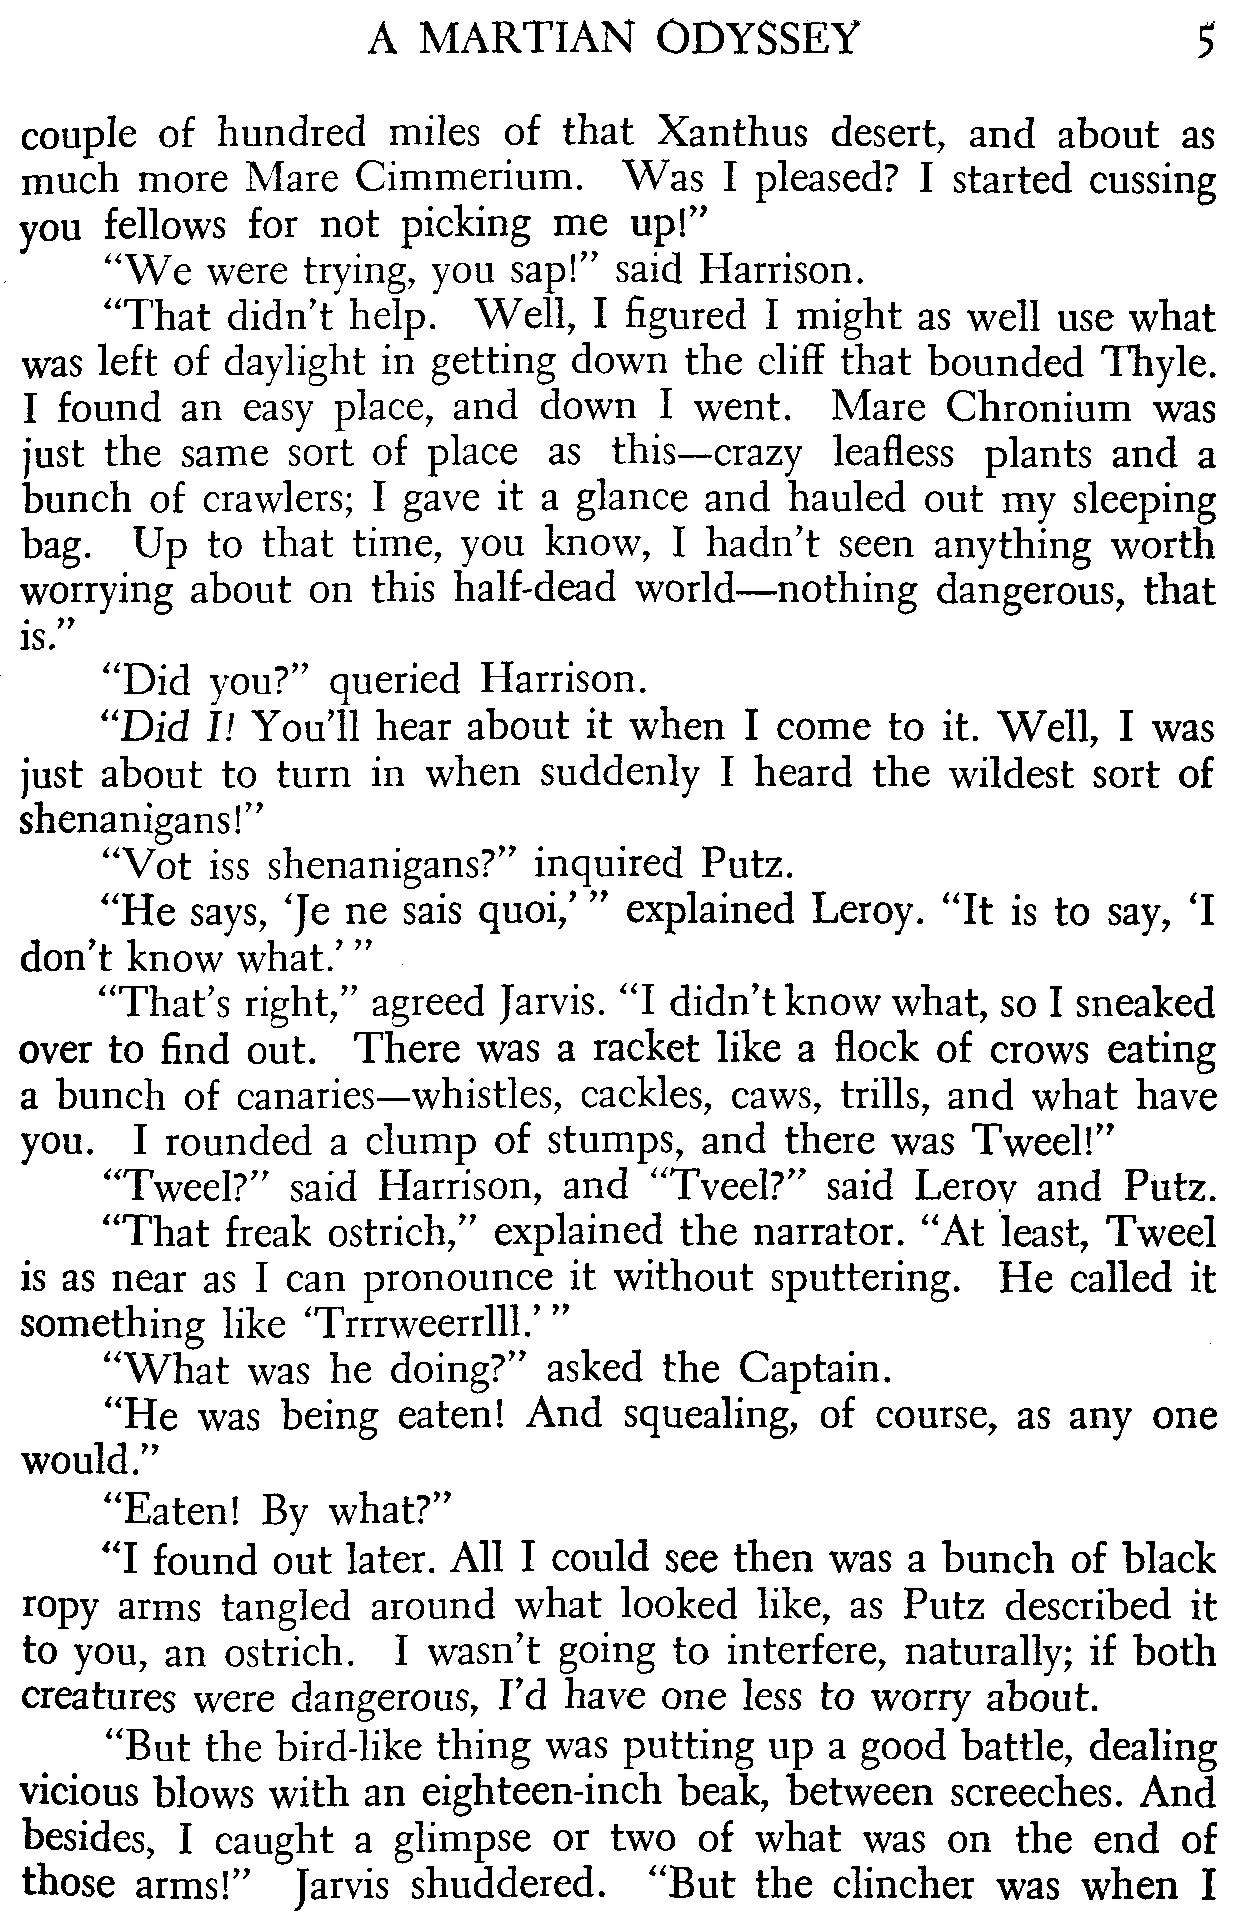 A MARTIAN ODYSSEY 5
couple of hundred miles of that Xanthus desert, and about as
much more Mare Cimmerium. Was I pleased? I started cussing
you fellows for not picking me up!”
“We were trying, you sap!” said Harrison.
“That didn’t help. Well, I figured I might as well use what
was left of daylight in getting down the cliff that bounded Thyle.
I found an easy place, and down I went. Mare Chronium was
just the same sort of place as this—crazy leafless plants and a
bunch of crawlers; I gave it a glance and hauled out my sleeping
bag. Up to that time, you know, I hadn’t seen anything worth
worrying about on this half-dead world—nothing dangerous, that
is.”
“Did you?” queried Harrison.
“Did I! You’ll hear about it when I come to it. Well, I was
just about to turn in when suddenly I heard the wildest sort of
shenanigans!”
“Vot iss shenanigans?” inquired Putz.
“He says, ‘Je ne sais quoi,’ ” explained Leroy. “It is to say, ‘I
don’t know what.’ ”
“That’s right,” agreed Jarvis. “I didn’t know what, so I sneaked
over to find out. There was a racket like a flock of crows eating
a bunch of canaries—whistles, cackles, caws, trills, and what have
you. I rounded a clump of stumps, and there was Tweel!”
“Tweel?” said Harrison, and “Tveel?” said Leroy and Putz.
“That freak ostrich,” explained the narrator. “At least, Tweel
is as near as I can pronounce it without sputtering. He called it
something like ‘Trrrweerrlll.’ ”
“What was he doing?” asked the Captain.
“He was being eaten! And squealing, of course, as any one
would.”
“Eaten! By what?”
“I found out later. All I could see then was a bunch of black
ropy arms tangled around what looked like, as Putz described it
to you, an ostrich. I wasn’t going to interfere, naturally; if both
creatures were dangerous, I’d have one less to worry about.
“But the bird-like thing was putting up a good battle, dealing
vicious blows with an eighteen-inch beak, between screeches. And
besides, I caught a glimpse or two of what was on the end of
those arms!” Jarvis shuddered. “But the clincher was when I